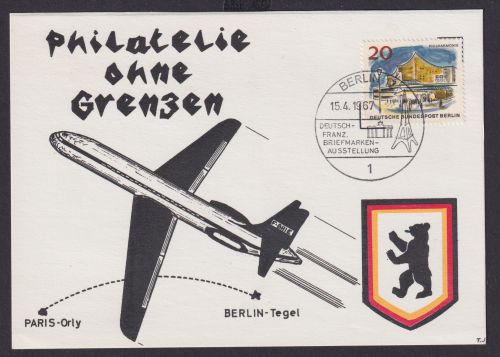 Philatelie
ohne
Grenzen
20
PHILHARMONIE
DEUTSCHE BUNDESPOST BERLIN
BERLIN
15.4.1967
DEUTSCH-
FRANZ.
BRIEFMARKEN-
AUSSTELLUNG
1
PARIS-Orly
BERLIN-Tegel
T.J